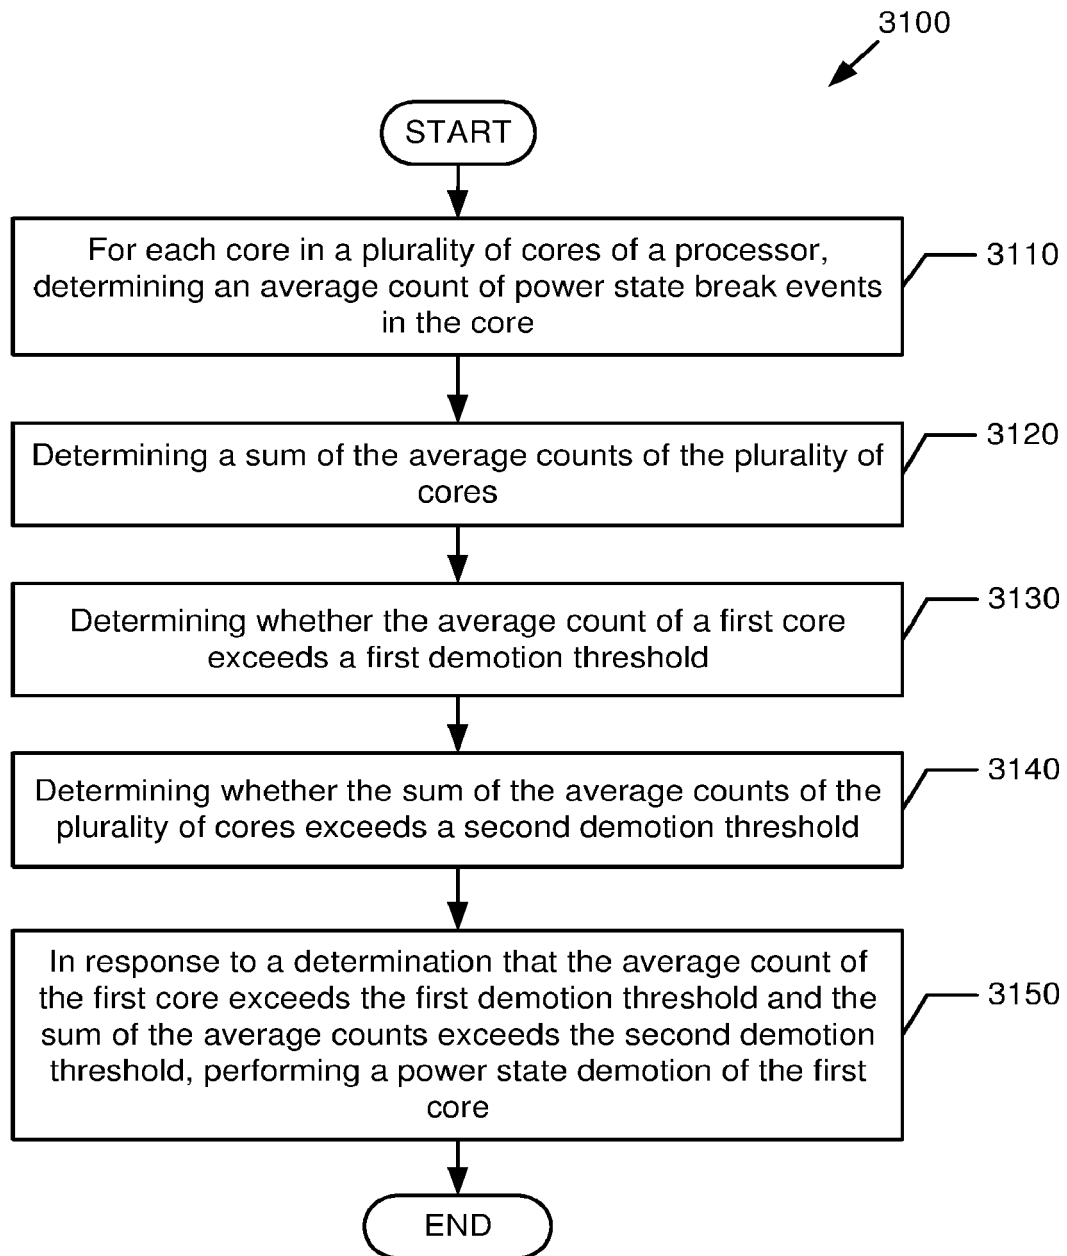 3100
START
For each core in a plurality of cores of a processor,
determining an average count of power state break events
in the core
3110
Determining a sum of the average counts of the plurality of
cores
3120
Determining whether the average count of a first core
exceeds a first demotion threshold
3130
Determining whether the sum of the average counts of the
plurality of cores exceeds a second demotion threshold
3140
In response to a determination that the average count of
the first core exceeds the first demotion threshold and the
sum of the average counts exceeds the second demotion
threshold, performing a power state demotion of the first
core
3150
END